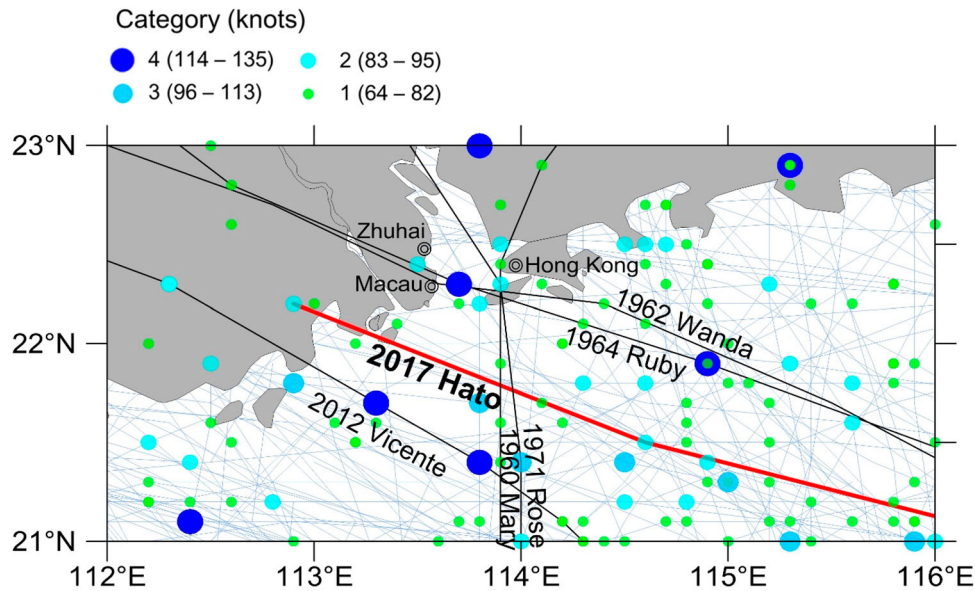 Category (knots)
4 (114 – 135)
2 (83 – 95)
3 (96 – 113)
1 (64 – 82)
23°N
22°N
21°N
Zhuhai
Macau
Hong Kong
1962 Wanda
1964 Ruby
2017 Hato
2012 Vicente
1960 Mary
1971 Rose
112°E
113°E
114°E
115°E
116°E